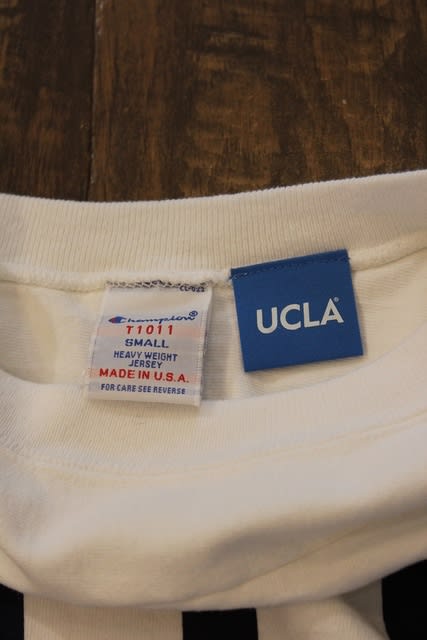 Champion®
T1011
SMALL
HEAVY WEIGHT
JERSEY
MADE IN U.S.A.
FOR CARE SEE REVERSE
UCLA®